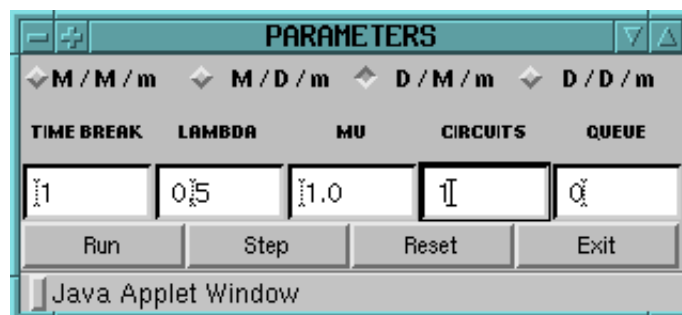 PARAMETERS
M / M / m M / D / m D / M / m D / D / m
TIME BREAK LAMBDA MU CIRCUITS QUEUE
1 0.5 1.0 1 0
Run Step Reset Exit
Java Applet Window